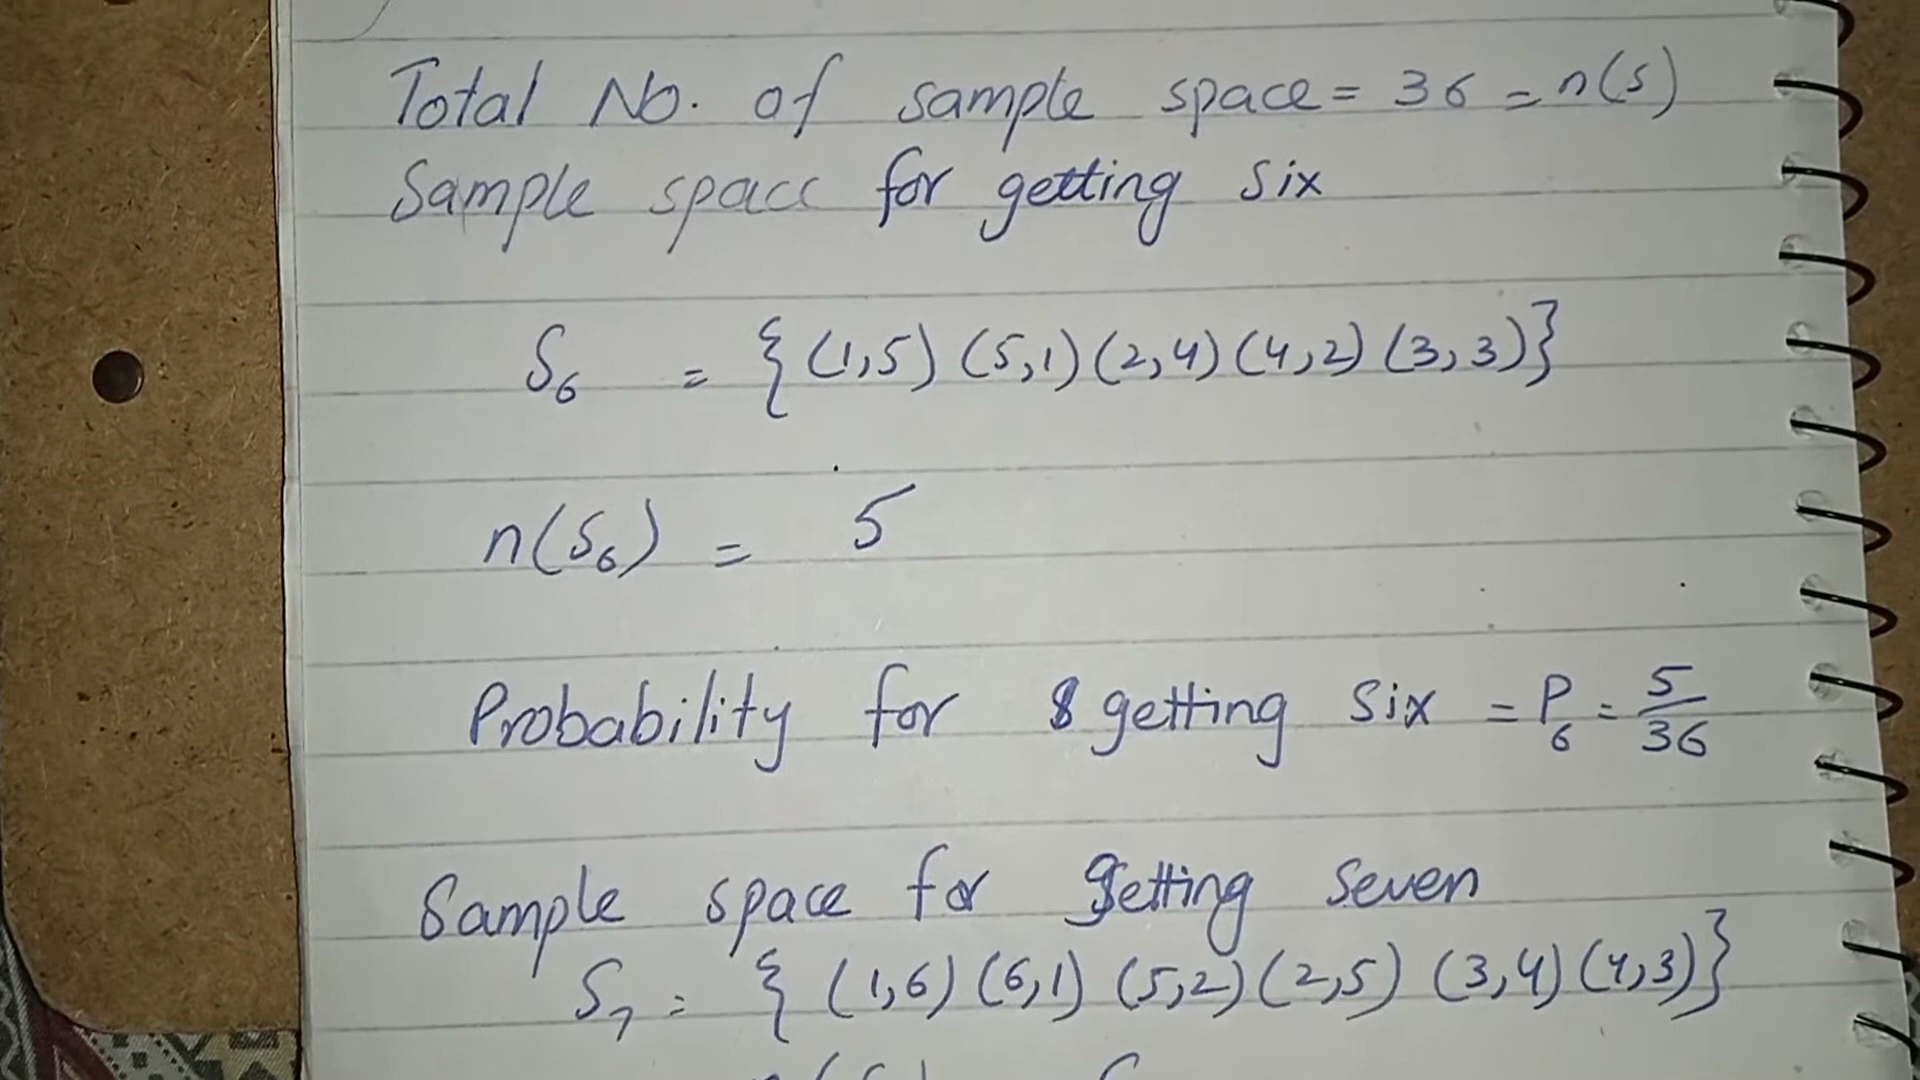 Total No. of sample space = 36 = n(s)
Sample space for getting six
S₆ = {(1,5) (5,1) (2,4) (4,2) (3,3)}
n(S₆) = 5
Probability for getting six = P₆ = 5/36
Sample space for getting seven
S₇ = { (1,6) (6,1) (5,2) (2,5) (3,4) (4,3)}